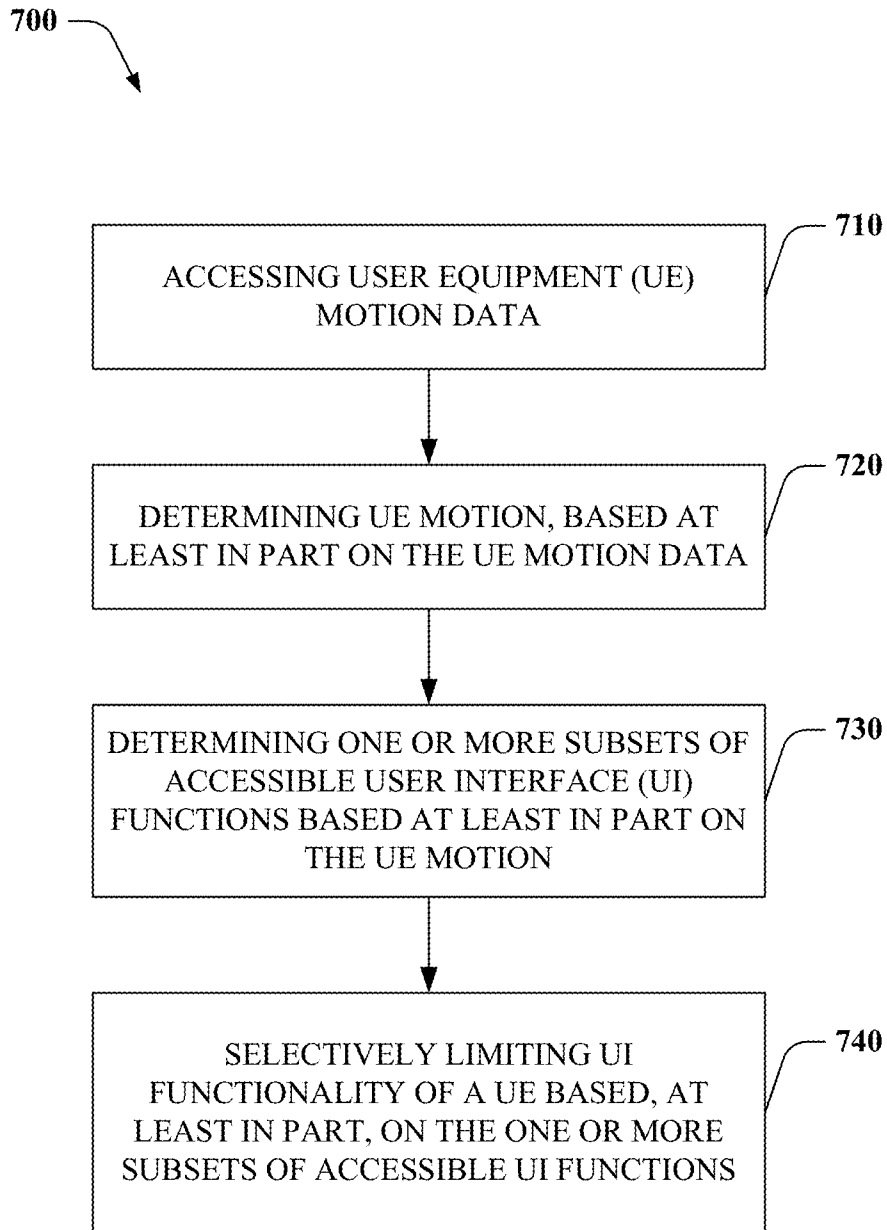 700
710
ACCESSING USER EQUIPMENT (UE)
MOTION DATA
720
DETERMINING UE MOTION, BASED AT
LEAST IN PART ON THE UE MOTION DATA
730
DETERMINING ONE OR MORE SUBSETS OF
ACCESSIBLE USER INTERFACE (UI)
FUNCTIONS BASED AT LEAST IN PART ON
THE UE MOTION
740
SELECTIVELY LIMITING UI
FUNCTIONALITY OF A UE BASED, AT
LEAST IN PART, ON THE ONE OR MORE
SUBSETS OF ACCESSIBLE UI FUNCTIONS